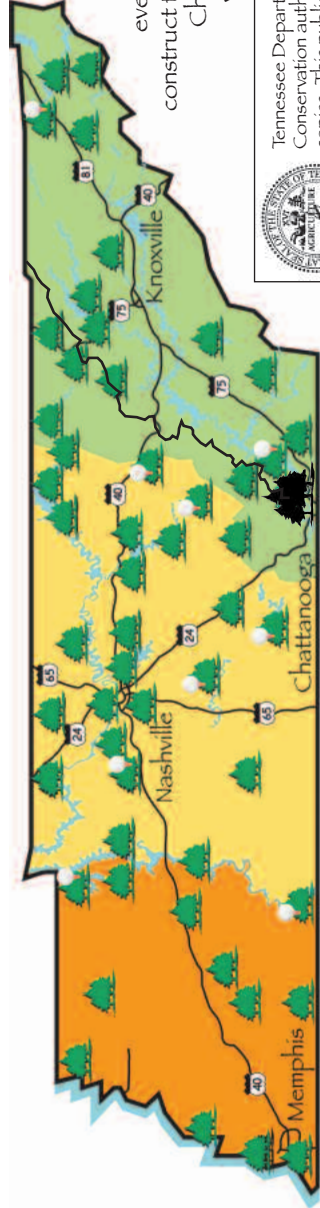 65
24
Nashville
40
24
65
Chattanooga
40
Memphis
75
Knoxville
40
81
75
eve
construct
Ch
Tennessee Depart
Conservation auth
AGRICULTURE